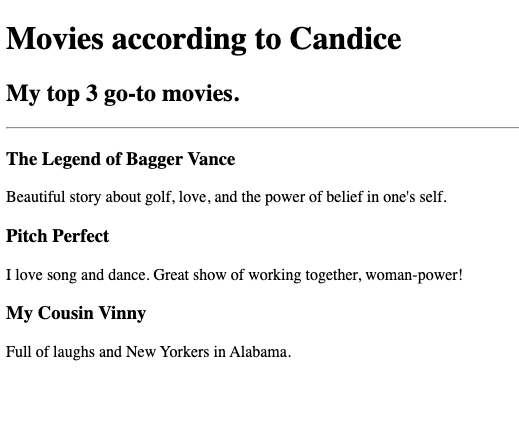 Movies according to Candice
My top 3 go-to movies.
The Legend of Bagger Vance
Beautiful story about golf, love, and the power of belief in one's self.
Pitch Perfect
I love song and dance. Great show of working together, woman-power!
My Cousin Vinny
Full of laughs and New Yorkers in Alabama.